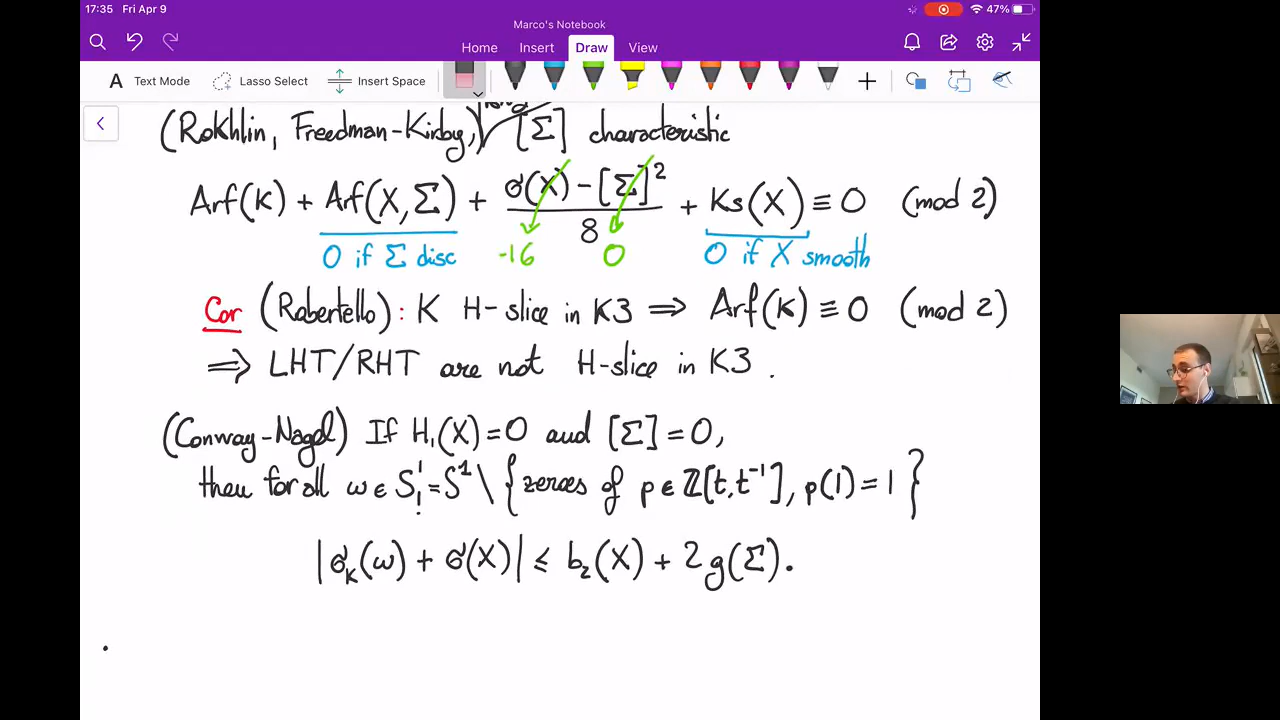 17:35 Fri Apr 9
47%
Marco's Notebook
Home Insert Draw View
A Text Mode Lasso Select Insert Space
(Rokhlin, Freedman-Kirby, [Σ] characteristic
Arf(K) + Arf(X,Σ) + (σ(X) - [Σ]²)/8 + Ks(X) ≡ 0 (mod 2)
0 if Σ disc -16 0 0 if X smooth
Cor (Robertello): K H-slice in K3 ⟹ Arf(K) ≡ 0 (mod 2)
⟹ LHT/RHT are not H-slice in K3.
(Conway-Nagel) If H₁(X)=0 and [Σ]=0,
then for all ω ∈ S¹_! = S¹ \ { zeroes of p ∈ ℤ[t,t⁻¹], p(1)=1 }
|σ_K(ω) + σ(X)| ≤ b₂(X) + 2g(Σ).